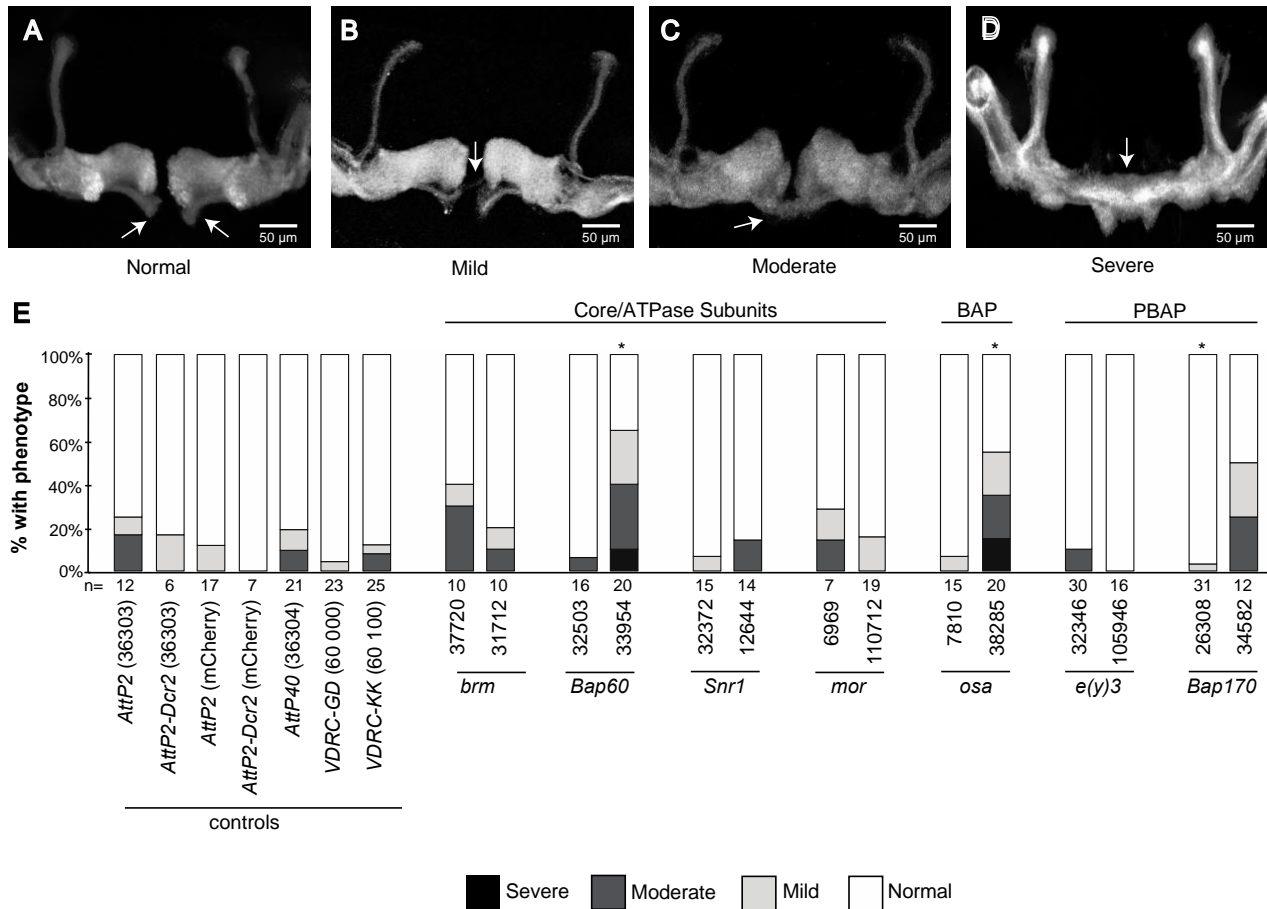 A
B
C
D
50 µm
50 µm
50 µm
50 µm
Normal
Mild
Moderate
Severe
E
Core/ATPase Subunits
BAP
PBAP
* * *
% with phenotype
100%
80%
60%
40%
20%
0%
n= 12 6 17 7 21 23 25 10 10 16 20 15 14 7 19 15 20 30 16 31 12
AttP2 (36303)
AttP2-Dcr2 (36303)
AttP2 (mCherry)
AttP2-Dcr2 (mCherry)
AttP40 (36304)
VDRC-GD (60 000)
VDRC-KK (60 100)
37720
31712
32503
33954
32372
12644
6969
110712
7810
38285
32346
105946
26308
34582
brm
Bap60
Snr1
mor
osa
e(y)3
Bap170
controls
Severe
Moderate
Mild
Normal